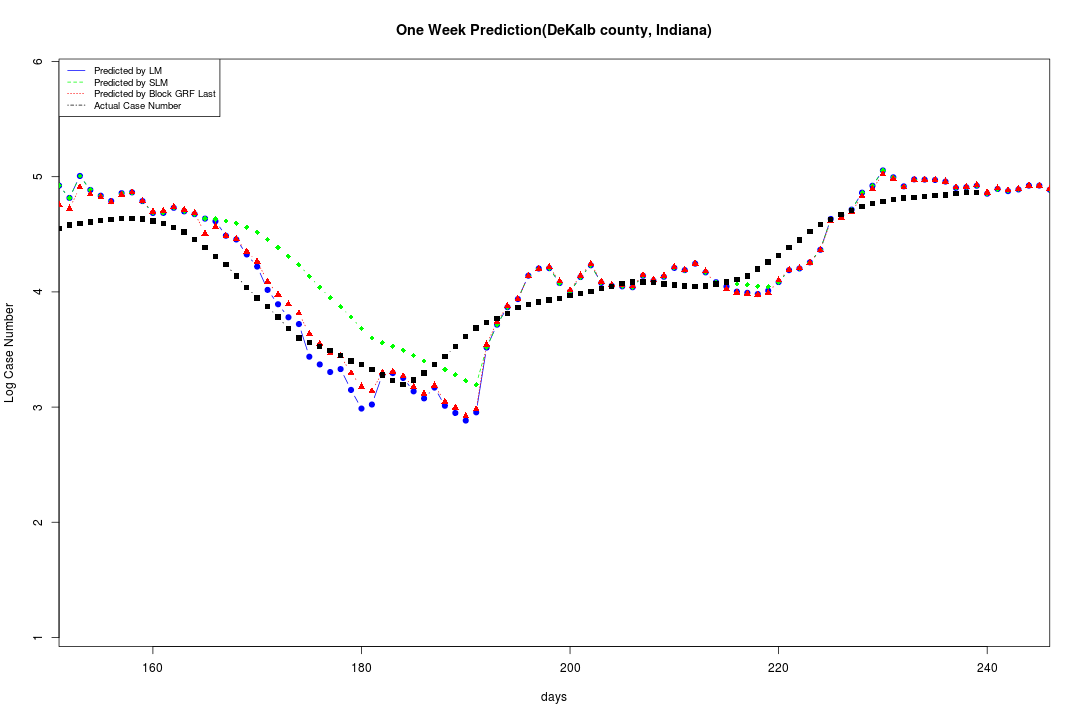 One Week Prediction(DeKalb county, Indiana)
6
Predicted by LM
Predicted by SLM
Predicted by Block GRF Last
Actual Case Number
5
4
3
2
1
Log Case Number
160 180 200 220 240
days